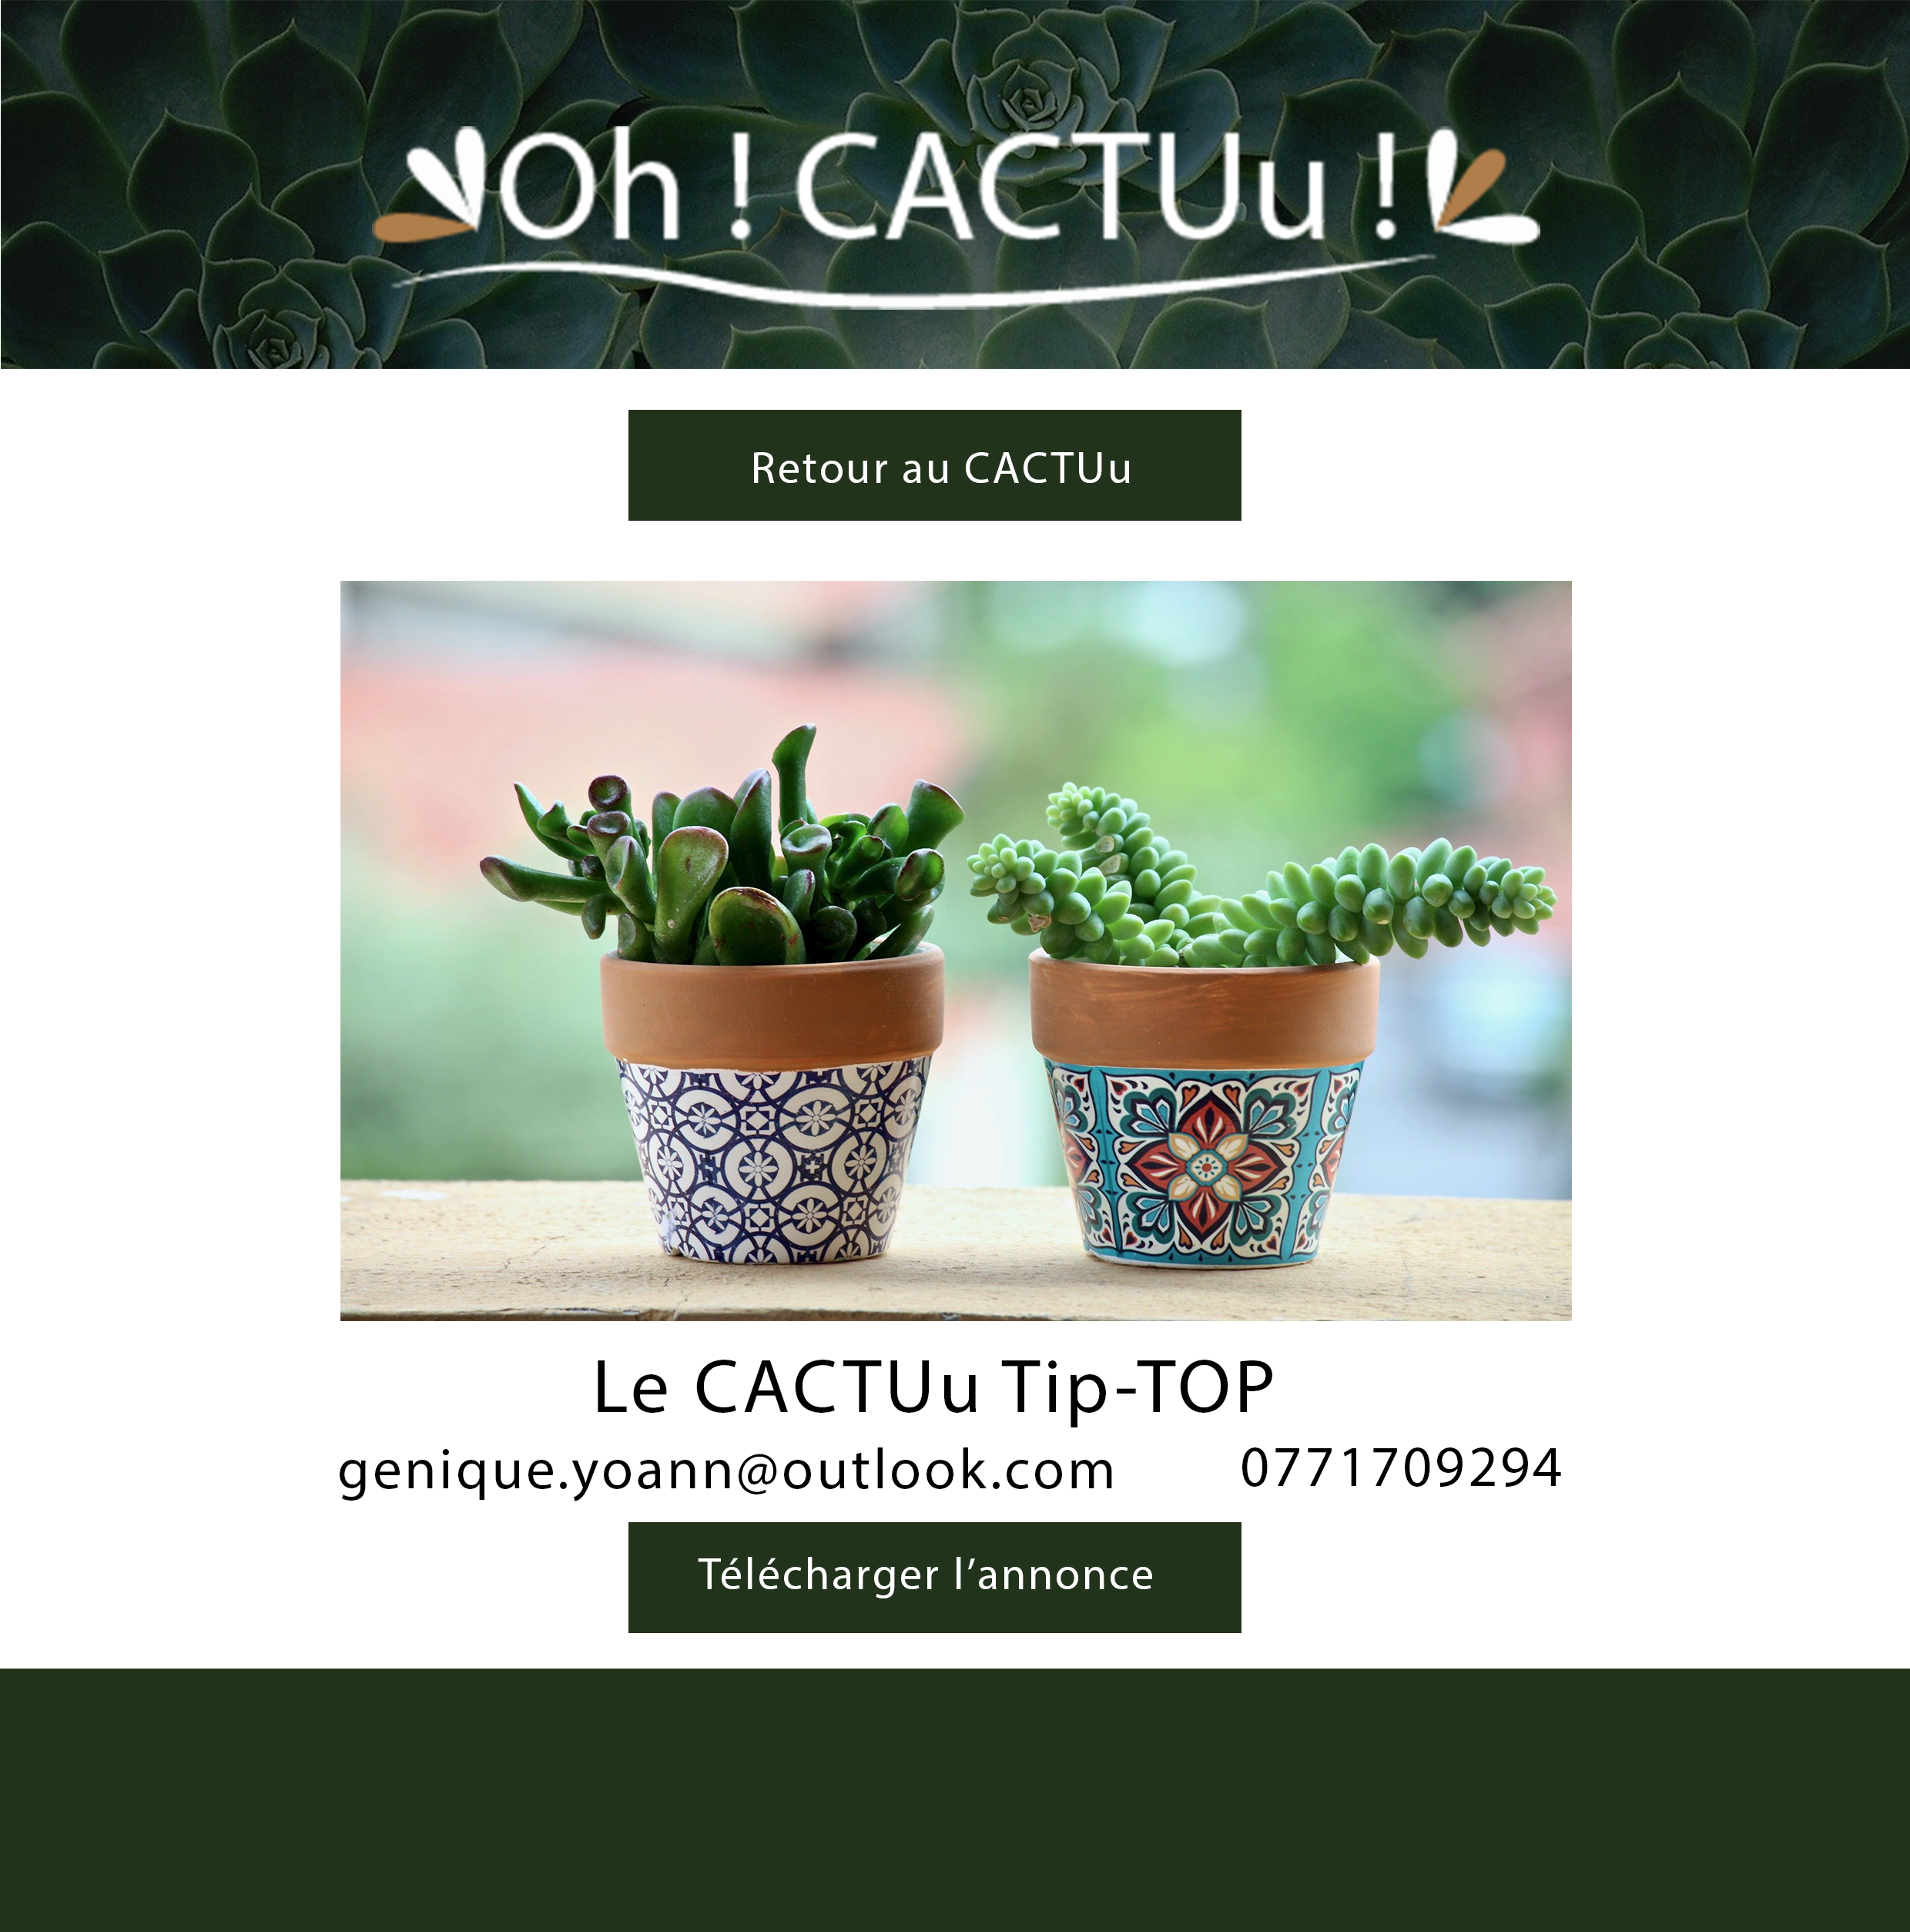 Oh ! CACTUu !
Retour au CACTUu
Le CACTUu Tip-TOP
genique.yoann@outlook.com 0771709294
Télécharger l’annonce